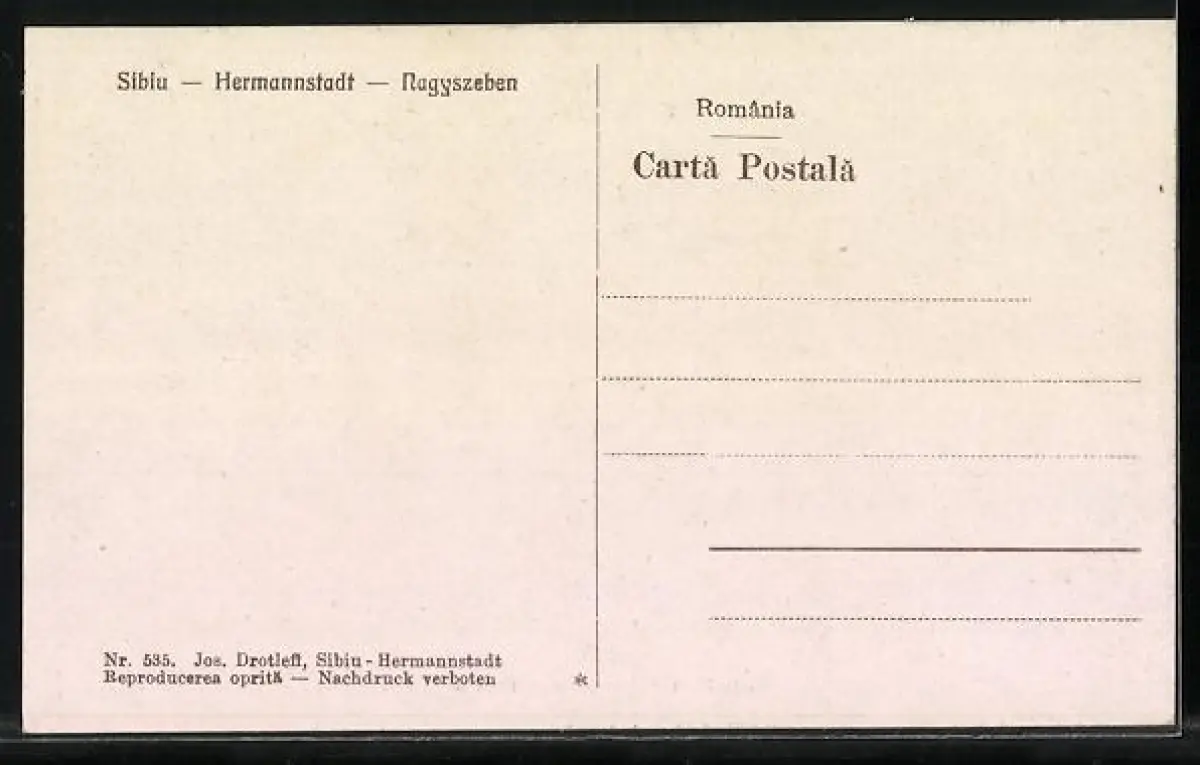 Sibiu — Hermannstadt — Nagyszeben
România
Cartă Postală
Nr. 535. Jos. Drotleff, Sibiu - Hermannstadt
Reproducerea oprită — Nachdruck verboten *